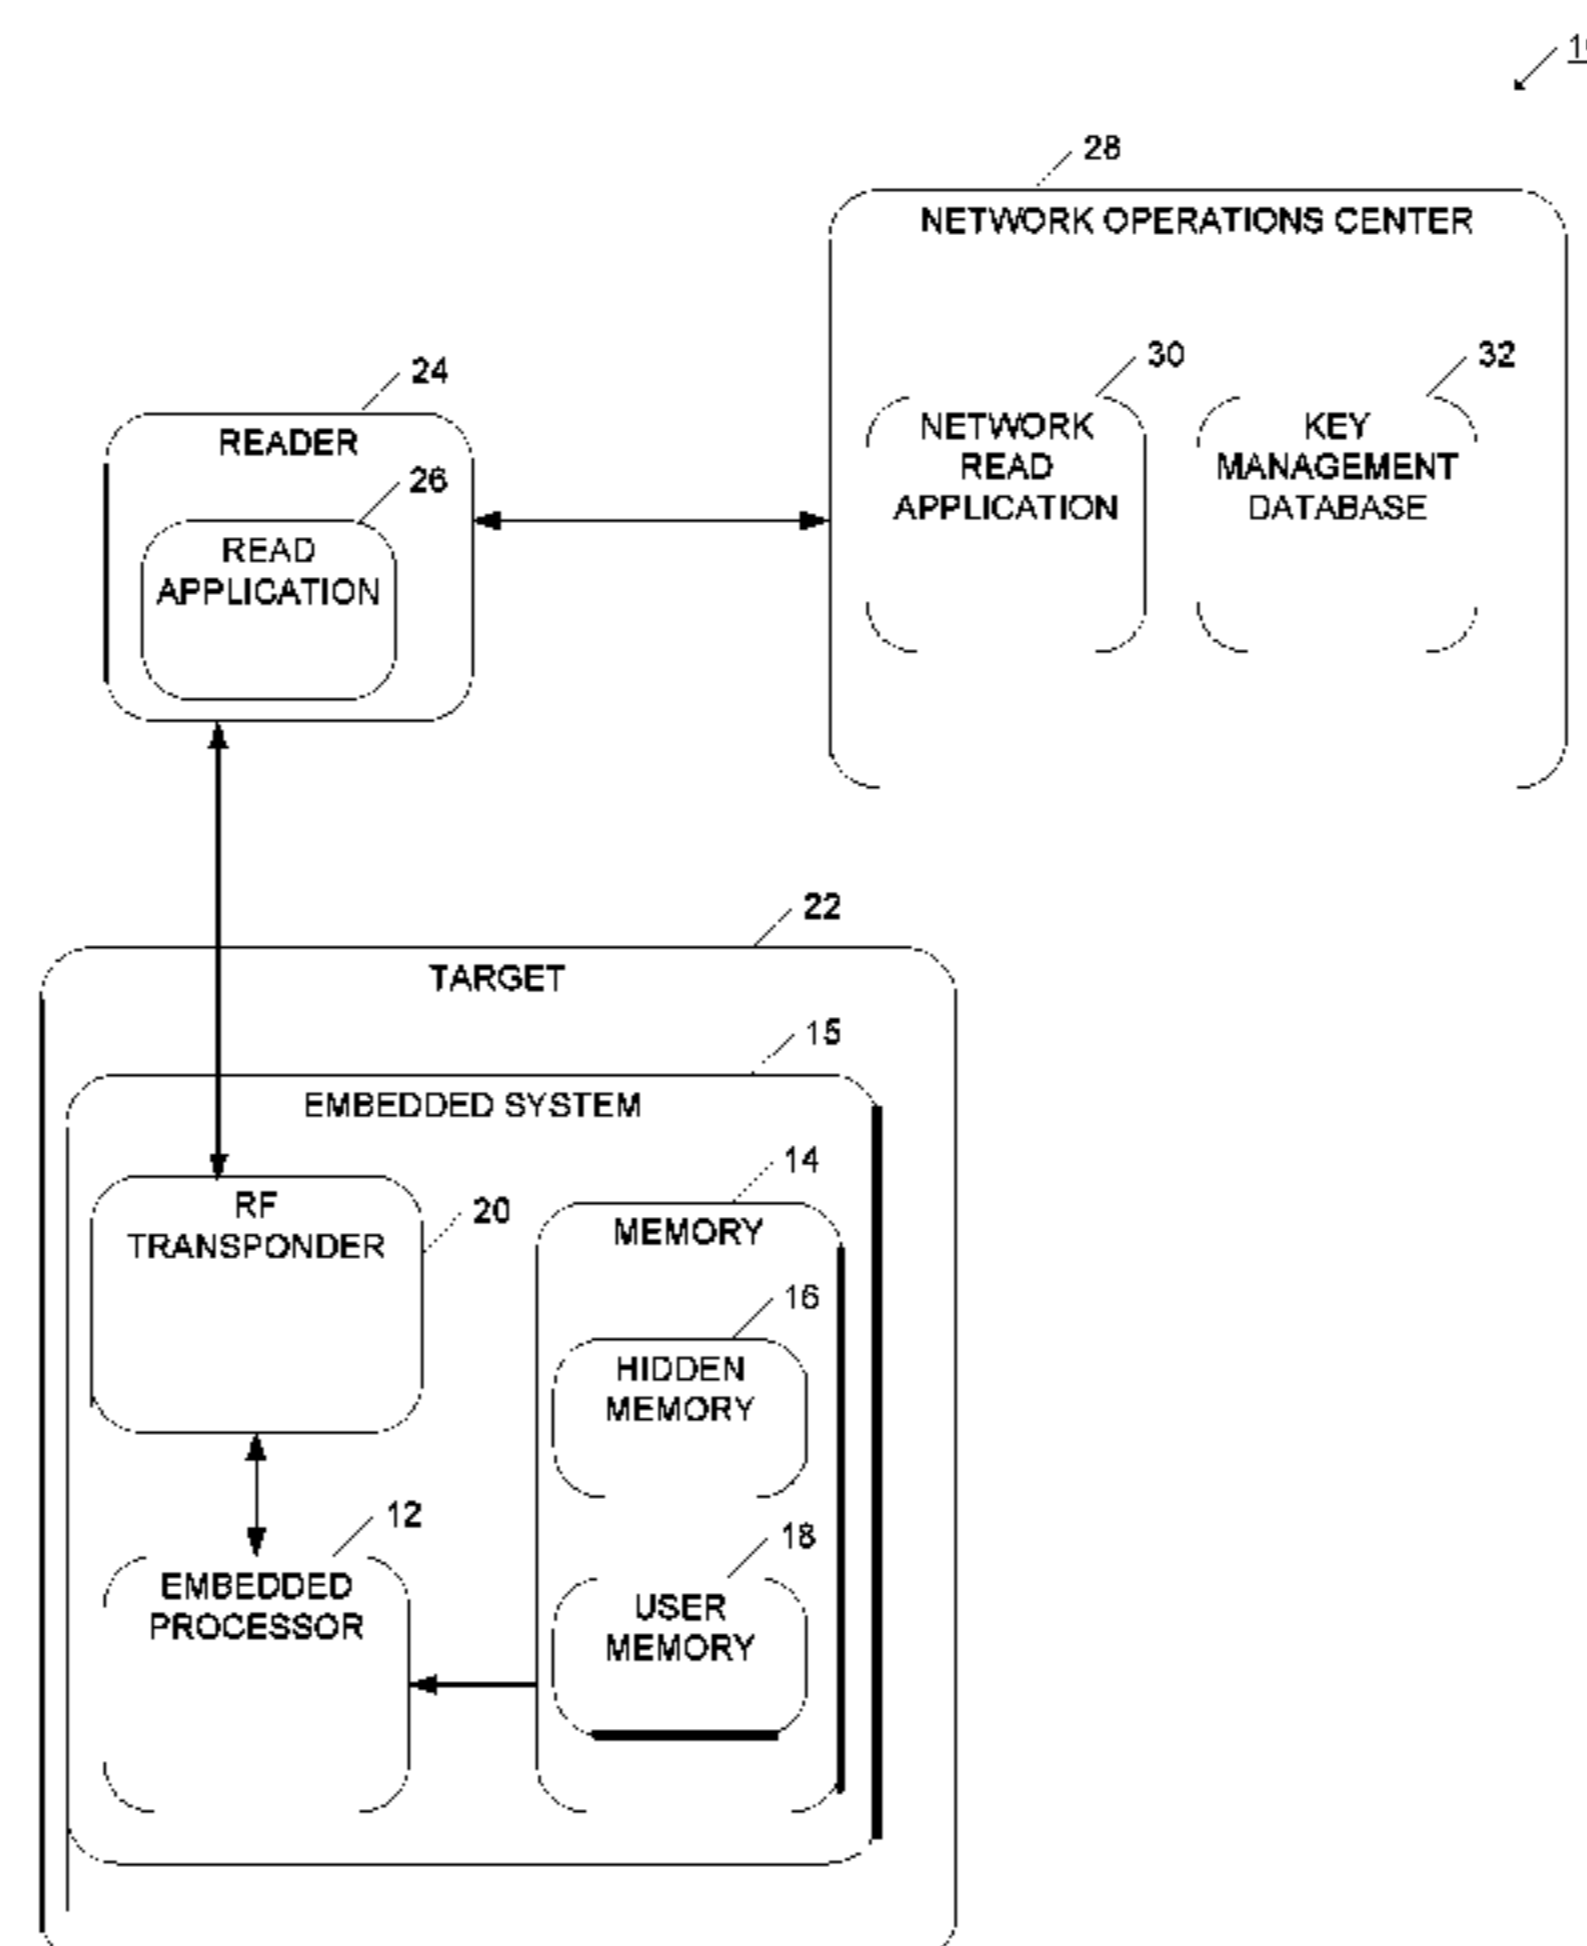 28
NETWORK OPERATIONS CENTER
30
NETWORK
READ
APPLICATION
32
KEY
MANAGEMENT
DATABASE
24
READER
26
READ
APPLICATION
22
TARGET
15
EMBEDDED SYSTEM
RF
TRANSPONDER
20
14
MEMORY
16
HIDDEN
MEMORY
12
EMBEDDED
PROCESSOR
18
USER
MEMORY